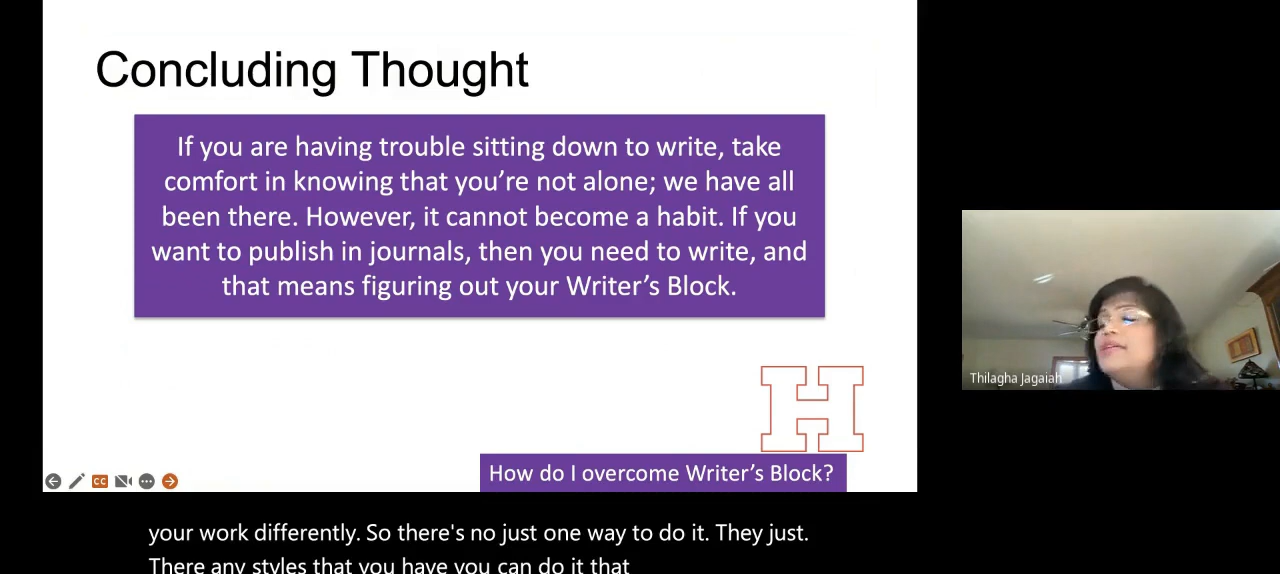 Concluding Thought
If you are having trouble sitting down to write, take
comfort in knowing that you're not alone; we have all
been there. However, it cannot become a habit. If you
want to publish in journals, then you need to write, and
that means figuring out your Writer's Block.
H
How do I overcome Writer's Block?
CC
Thilagha Jagaiah
your work differently. So there's no just one way to do it. They just.
There any styles that you have you can do it that